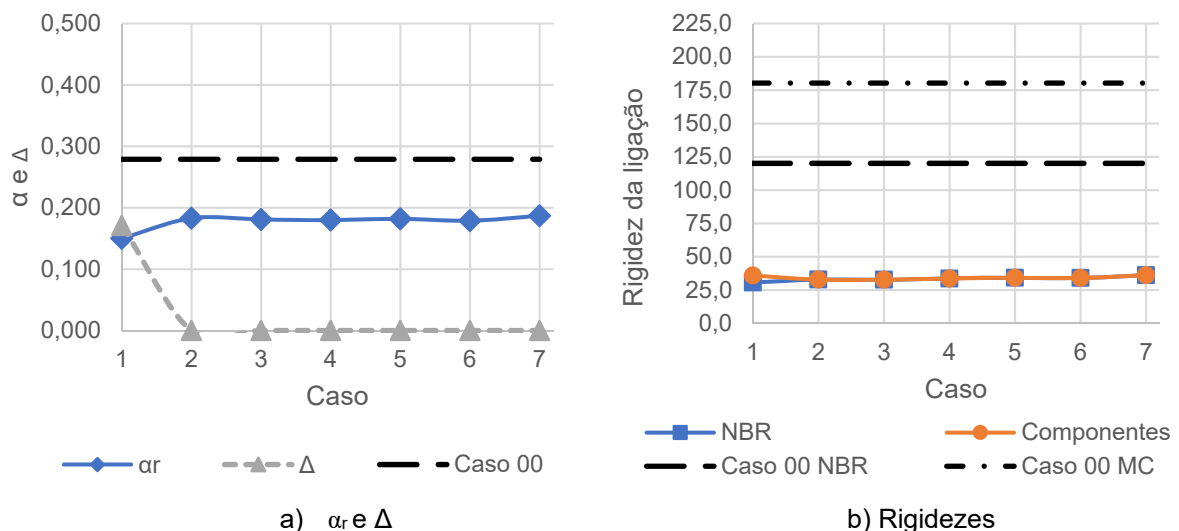 0,500
0,400
0,300
0,200
0,100
0,000
α e Δ
1 2 3 4 5 6 7
Caso
αr Δ Caso 00
a) αr e Δ
225,0
200,0
175,0
150,0
125,0
100,0
75,0
50,0
25,0
0,0
Rigidez da ligação
1 2 3 4 5 6 7
Caso
NBR Componentes
Caso 00 NBR Caso 00 MC
b) Rigidezes